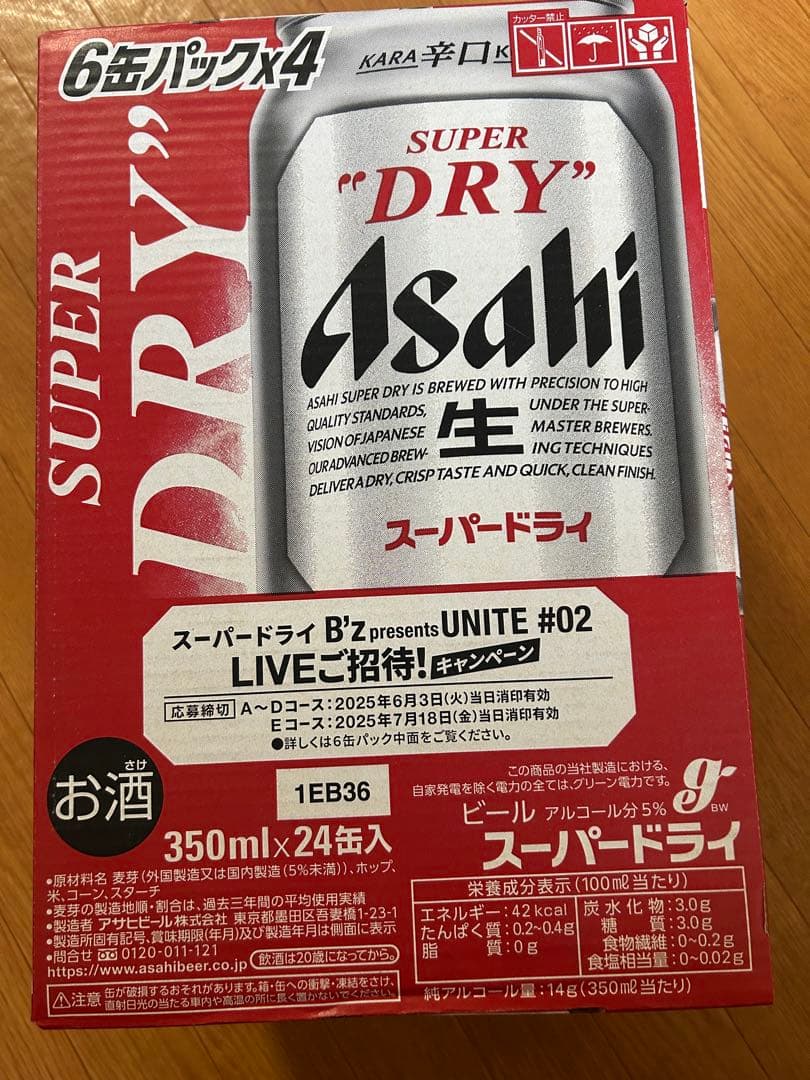 6缶パックx4
KARA 辛口 K
カッター禁止
SUPER
"DRY"
SUPER
"DRY"
Asahi
ASAHI SUPER DRY IS BREWED WITH PRECISION TO HIGH
QUALITY STANDARDS, UNDER THE SUPER-
VISION OF JAPANESE MASTER BREWERS.
OUR ADVANCED BREW- ING TECHNIQUES
生
DELIVER A DRY, CRISP TASTE AND QUICK, CLEAN FINISH.
スーパードライ
スーパードライ B'z presents UNITE #02
LIVEご招待! キャンペーン
応募締切 A〜Dコース:2025年6月3日(火)当日消印有効
Eコース:2025年7月18日(金)当日消印有効
●詳しくは6缶パック中面をご覧ください。
さけ
お酒
1EB36
350ml×24缶入
この商品の当社製造における、
自家発電を除く電力の全ては、グリーン電力です。
g
e
BW
ビール アルコール分5%
スーパードライ
●原材料名 麦芽(外国製造又は国内製造(5%未満))、ホップ、
米、コーン、スターチ
●麦芽の製造地順・割合は、過去三年間の平均使用実績
●製造者 アサヒビール株式会社 東京都墨田区吾妻橋1-23-1
●製造所固有記号、賞味期限(年月)及び製造年月は側面に表示
●問合せ 0120-011-121
https://www.asahibeer.co.jp 飲酒は20歳になってから。
⚠注意 缶が破損するおそれがあります。箱・缶への衝撃・凍結をさけ、
直射日光の当たる車内や高温の所に長く置かないでください。
栄養成分表示(100ml当たり)
エネルギー:42kcal
たんぱく質:0.2~0.4g
脂質:0g
炭水化物:3.0g
糖質:3.0g
食物繊維:0~0.2g
食塩相当量:0~0.02g
純アルコール量:14g(350ml当たり)